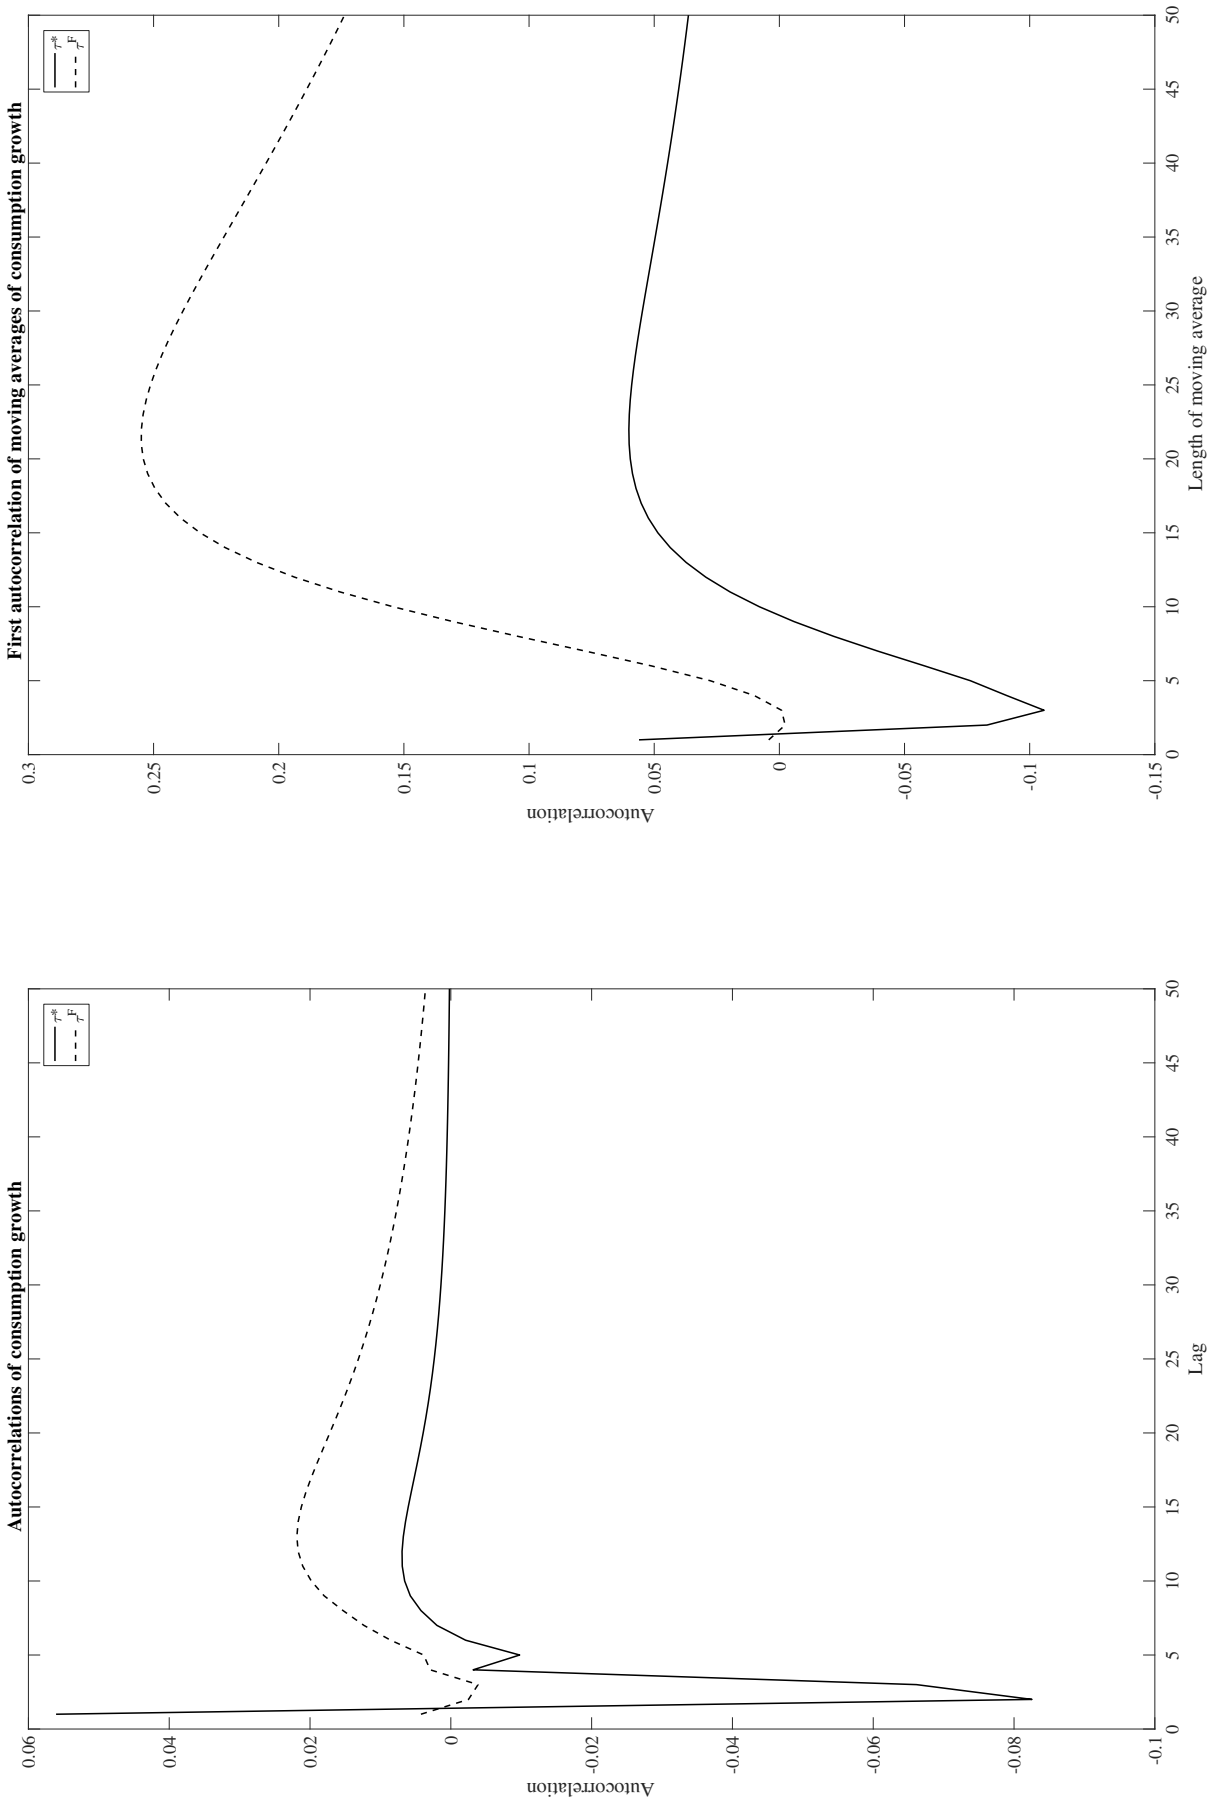 Autocorrelations of consumption growth
τ*
τF
0.06
0.04
0.02
0
-0.02
-0.04
-0.06
-0.08
-0.1
Autocorrelation
0 5 10 15 20 25 30 35 40 45 50
Lag
First autocorrelation of moving averages of consumption growth
τ*
τF
0.3
0.25
0.2
0.15
0.1
0.05
0
-0.05
-0.1
-0.15
Autocorrelation
0 5 10 15 20 25 30 35 40 45 50
Length of moving average